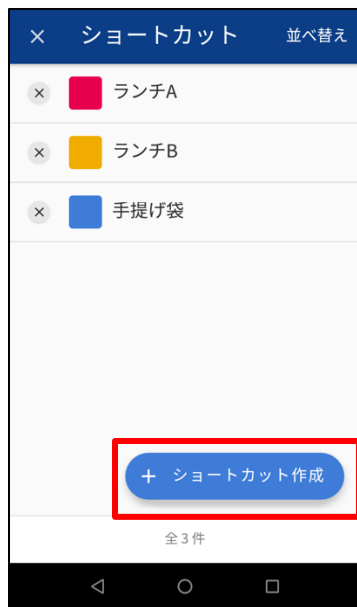 × ショートカット 並べ替え
× ランチA
× ランチB
× 手提げ袋
+ ショートカット作成
全3件